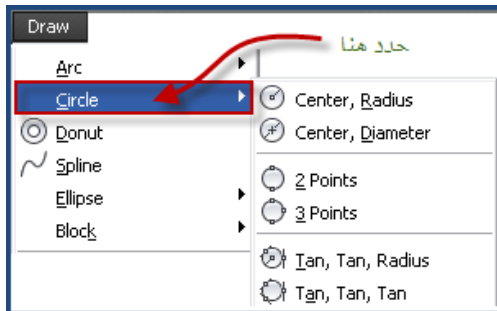 Draw
حدد هنا
Arc
Circle
Donut
Spline
Ellipse
Block
Center, Radius
Center, Diameter
2 Points
3 Points
Tan, Tan, Radius
Tan, Tan, Tan